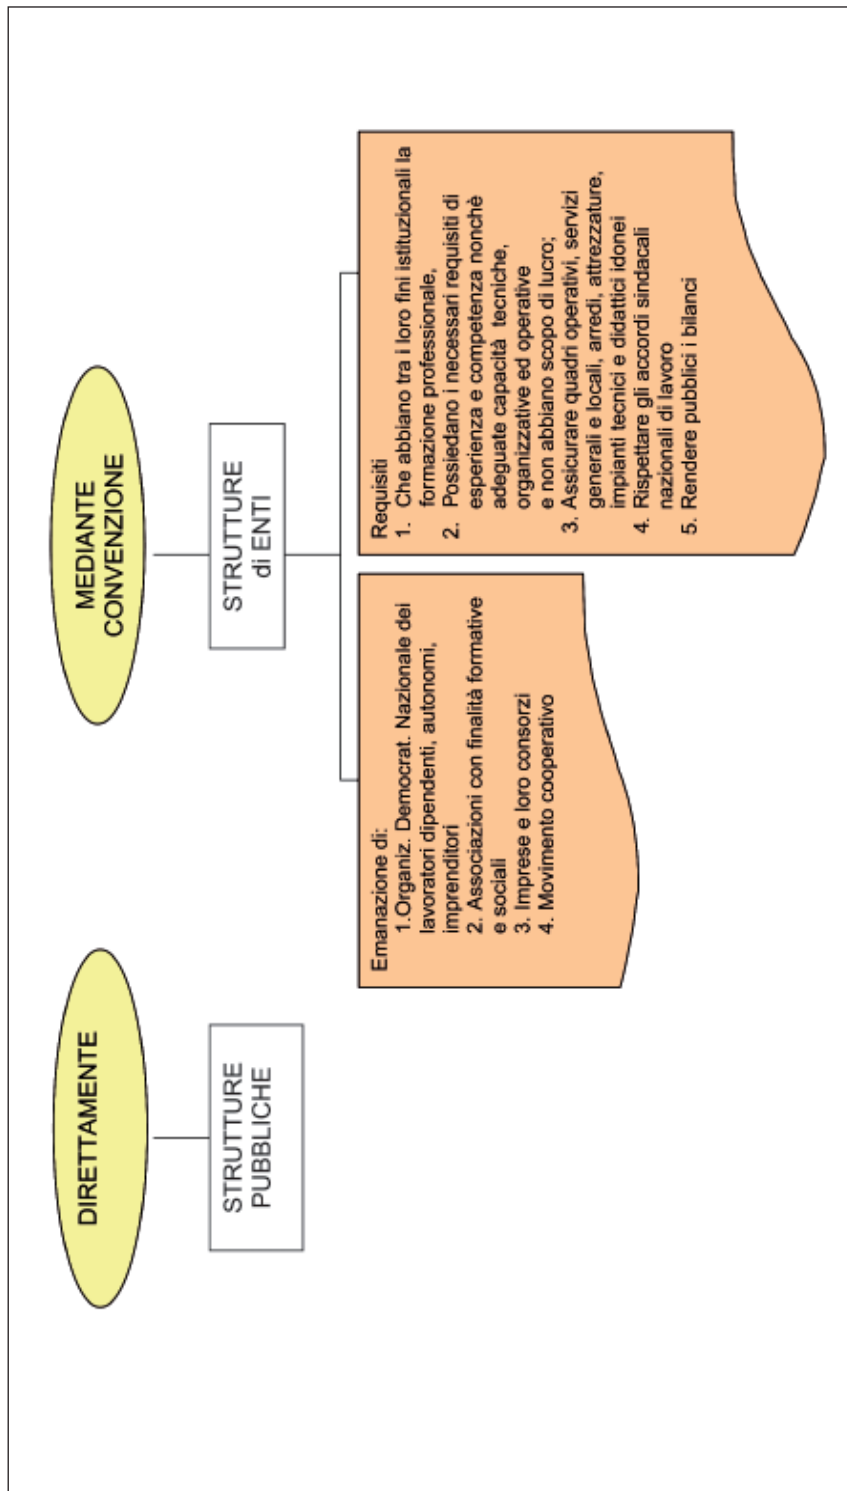 DIRETTAMENTE
STRUTTURE
PUBBLICHE
MEDIANTE
CONVENZIONE
STRUTTURE
di ENTI
Emanazione di:
1.Organiz. Democrat. Nazionale dei
lavoratori dipendenti, autonomi,
imprenditori
2. Associazioni con finalità formative
e sociali
3. Imprese e loro consorzi
4. Movimento cooperativo
Requisiti
1. Che abbiano tra i loro fini istituzionali la
formazione professionale,
2. Possiedano i necessari requisiti di
esperienza e competenza nonchè
adeguate capacità tecniche,
organizzative ed operative
e non abbiano scopo di lucro;
3. Assicurare quadri operativi, servizi
generali e locali, arredi, attrezzature,
impianti tecnici e didattici idonei
4. Rispettare gli accordi sindacali
nazionali di lavoro
5. Rendere pubblici i bilanci